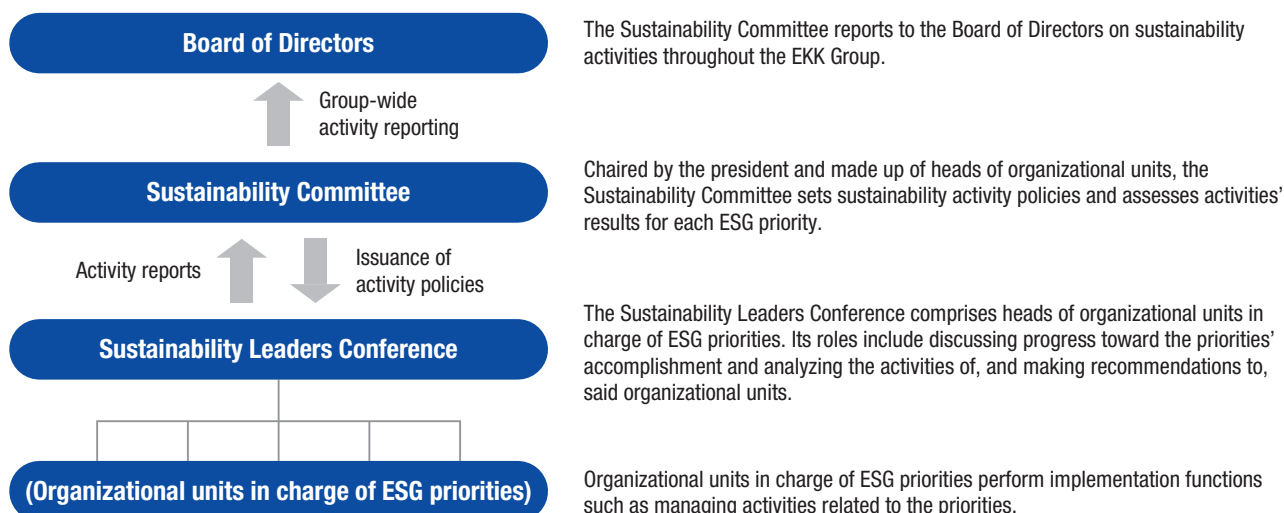 Board of Directors
The Sustainability Committee reports to the Board of Directors on sustainability
activities throughout the EKK Group.
Group-wide
activity reporting
Sustainability Committee
Chaired by the president and made up of heads of organizational units, the
Sustainability Committee sets sustainability activity policies and assesses activities’
results for each ESG priority.
Activity reports
Issuance of
activity policies
Sustainability Leaders Conference
The Sustainability Leaders Conference comprises heads of organizational units in
charge of ESG priorities. Its roles include discussing progress toward the priorities’
accomplishment and analyzing the activities of, and making recommendations to,
said organizational units.
(Organizational units in charge of ESG priorities)
Organizational units in charge of ESG priorities perform implementation functions
such as managing activities related to the priorities.